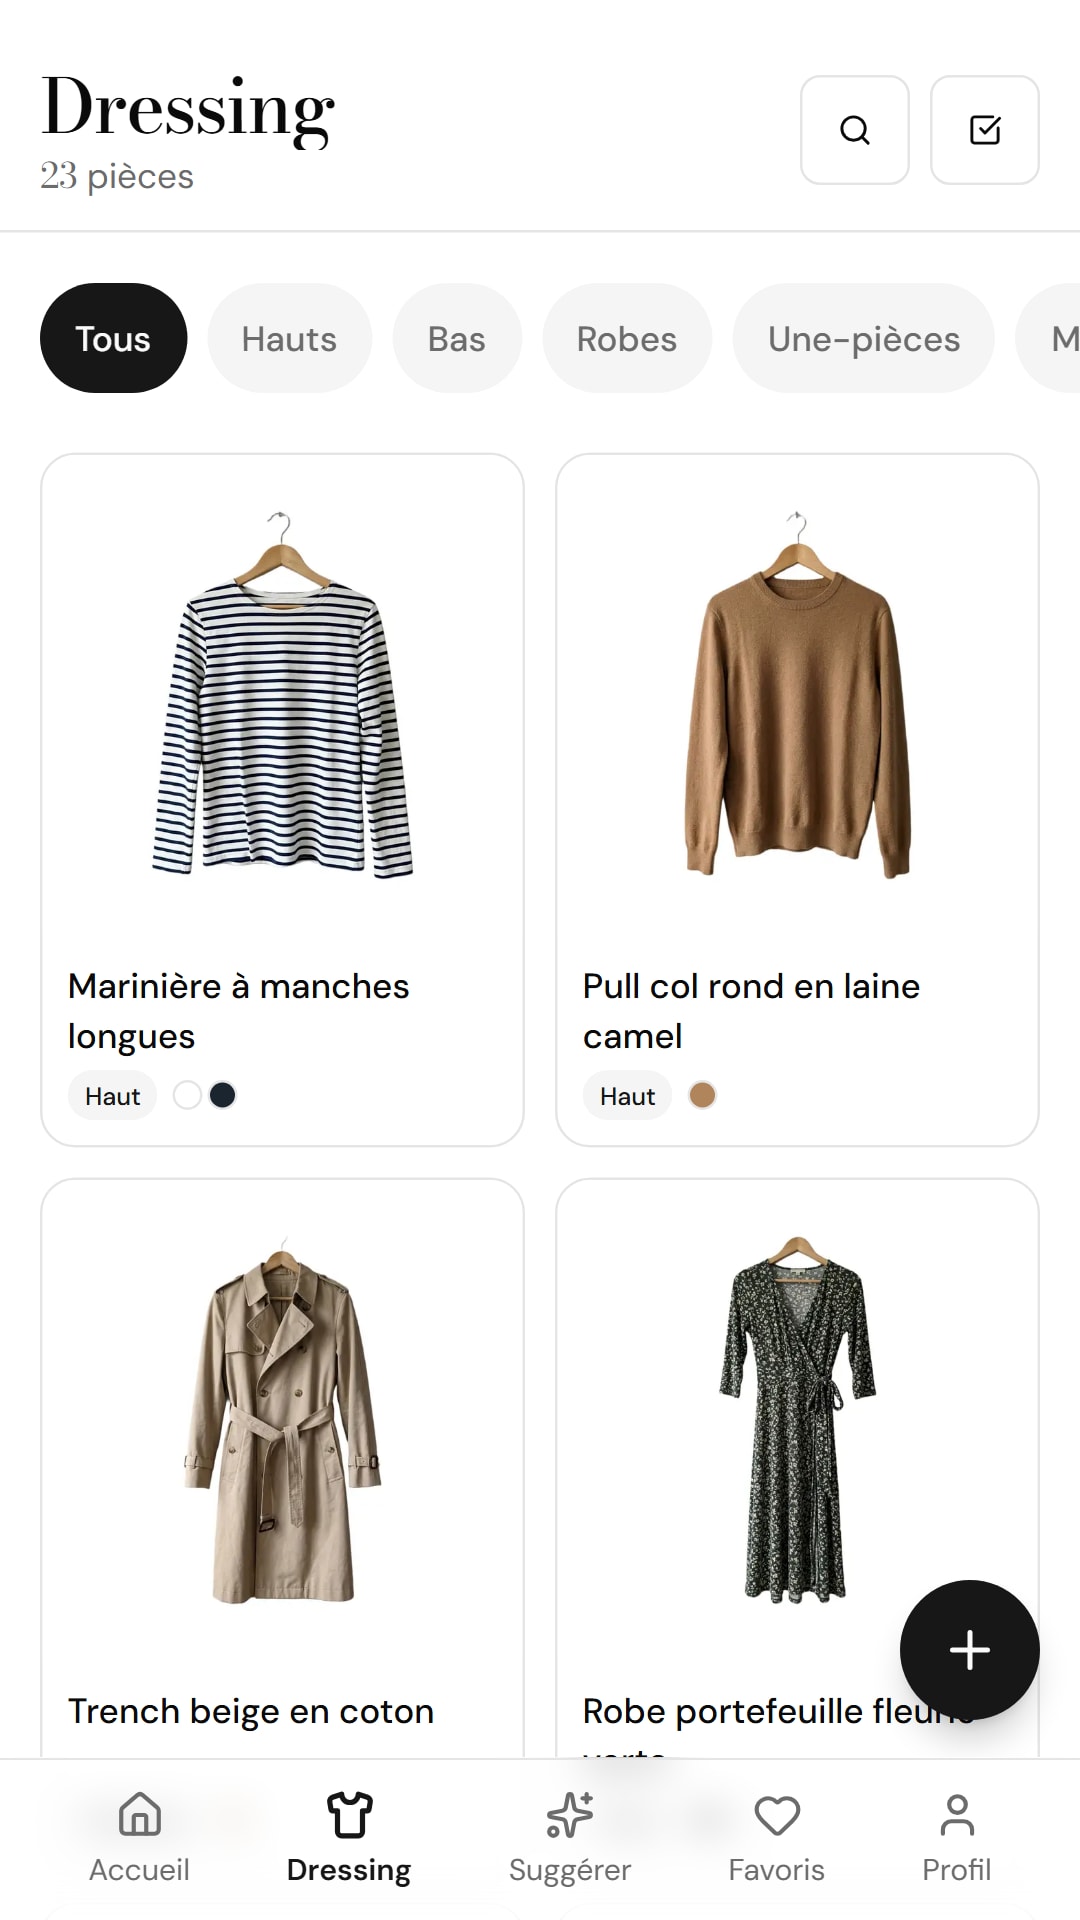 Dressing
23 pièces
Tous
Hauts
Bas
Robes
Une-pièces
Marinière à manches
longues
Haut
Pull col rond en laine
camel
Haut
Trench beige en coton
Robe portefeuille fleurie
Accueil
Dressing
Suggérer
Favoris
Profil